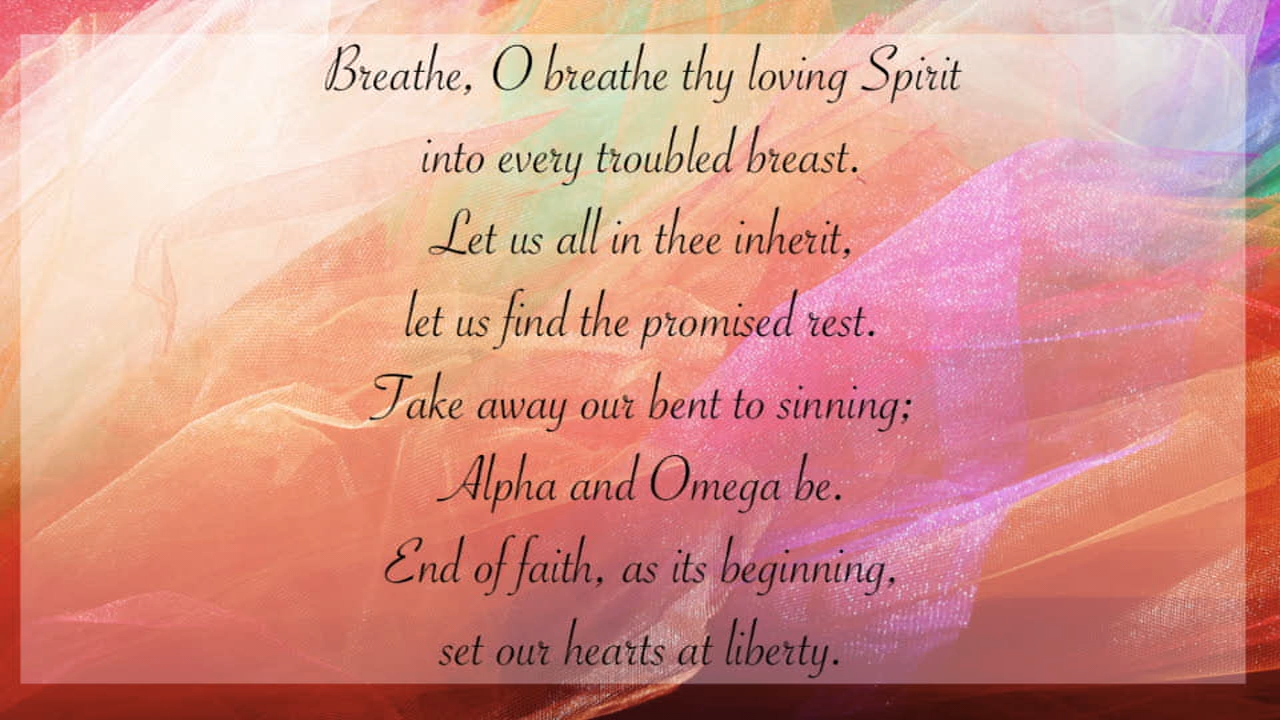 Breathe, O breathe thy loving Spirit
into every troubled breast.
Let us all in thee inherit,
let us find the promised rest.
Take away our bent to sinning;
Alpha and Omega be.
End of faith, as its beginning,
set our hearts at liberty.